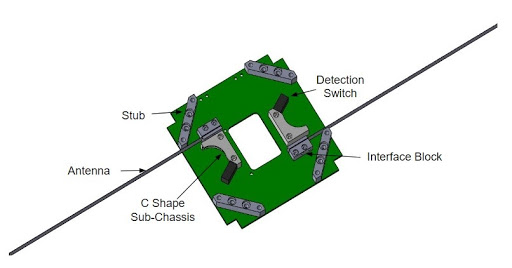 Detection
Switch
Stub
Interface Block
Antenna
C Shape
Sub-Chassis